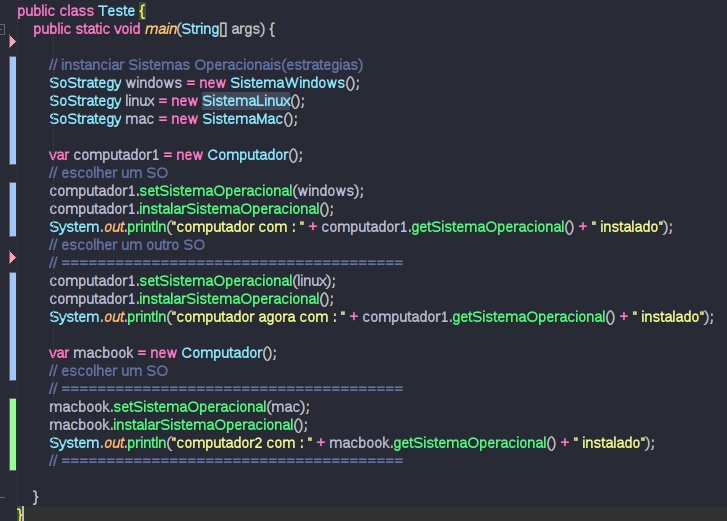 public class Teste {
public static void main(String[] args) {
// instanciar Sistemas Operacionais(estrategias)
SoStrategy windows = new SistemaWindows();
SoStrategy linux = new SistemaLinux();
SoStrategy mac = new SistemaMac();
var computador1 = new Computador();
// escolher um SO
computador1.setSistemaOperacional(windows);
computador1.instalarSistemaOperacional();
System.out.println("computador com : " + computador1.getSistemaOperacional() + " instalado");
// escolher um outro SO
// ======================================
computador1.setSistemaOperacional(linux);
computador1.instalarSistemaOperacional();
System.out.println("computador agora com : " + computador1.getSistemaOperacional() + " instalado");
var macbook = new Computador();
// escolher um SO
// ======================================
macbook.setSistemaOperacional(mac);
macbook.instalarSistemaOperacional();
System.out.println("computador2 com : " + macbook.getSistemaOperacional() + " instalado");
// ======================================
}
}